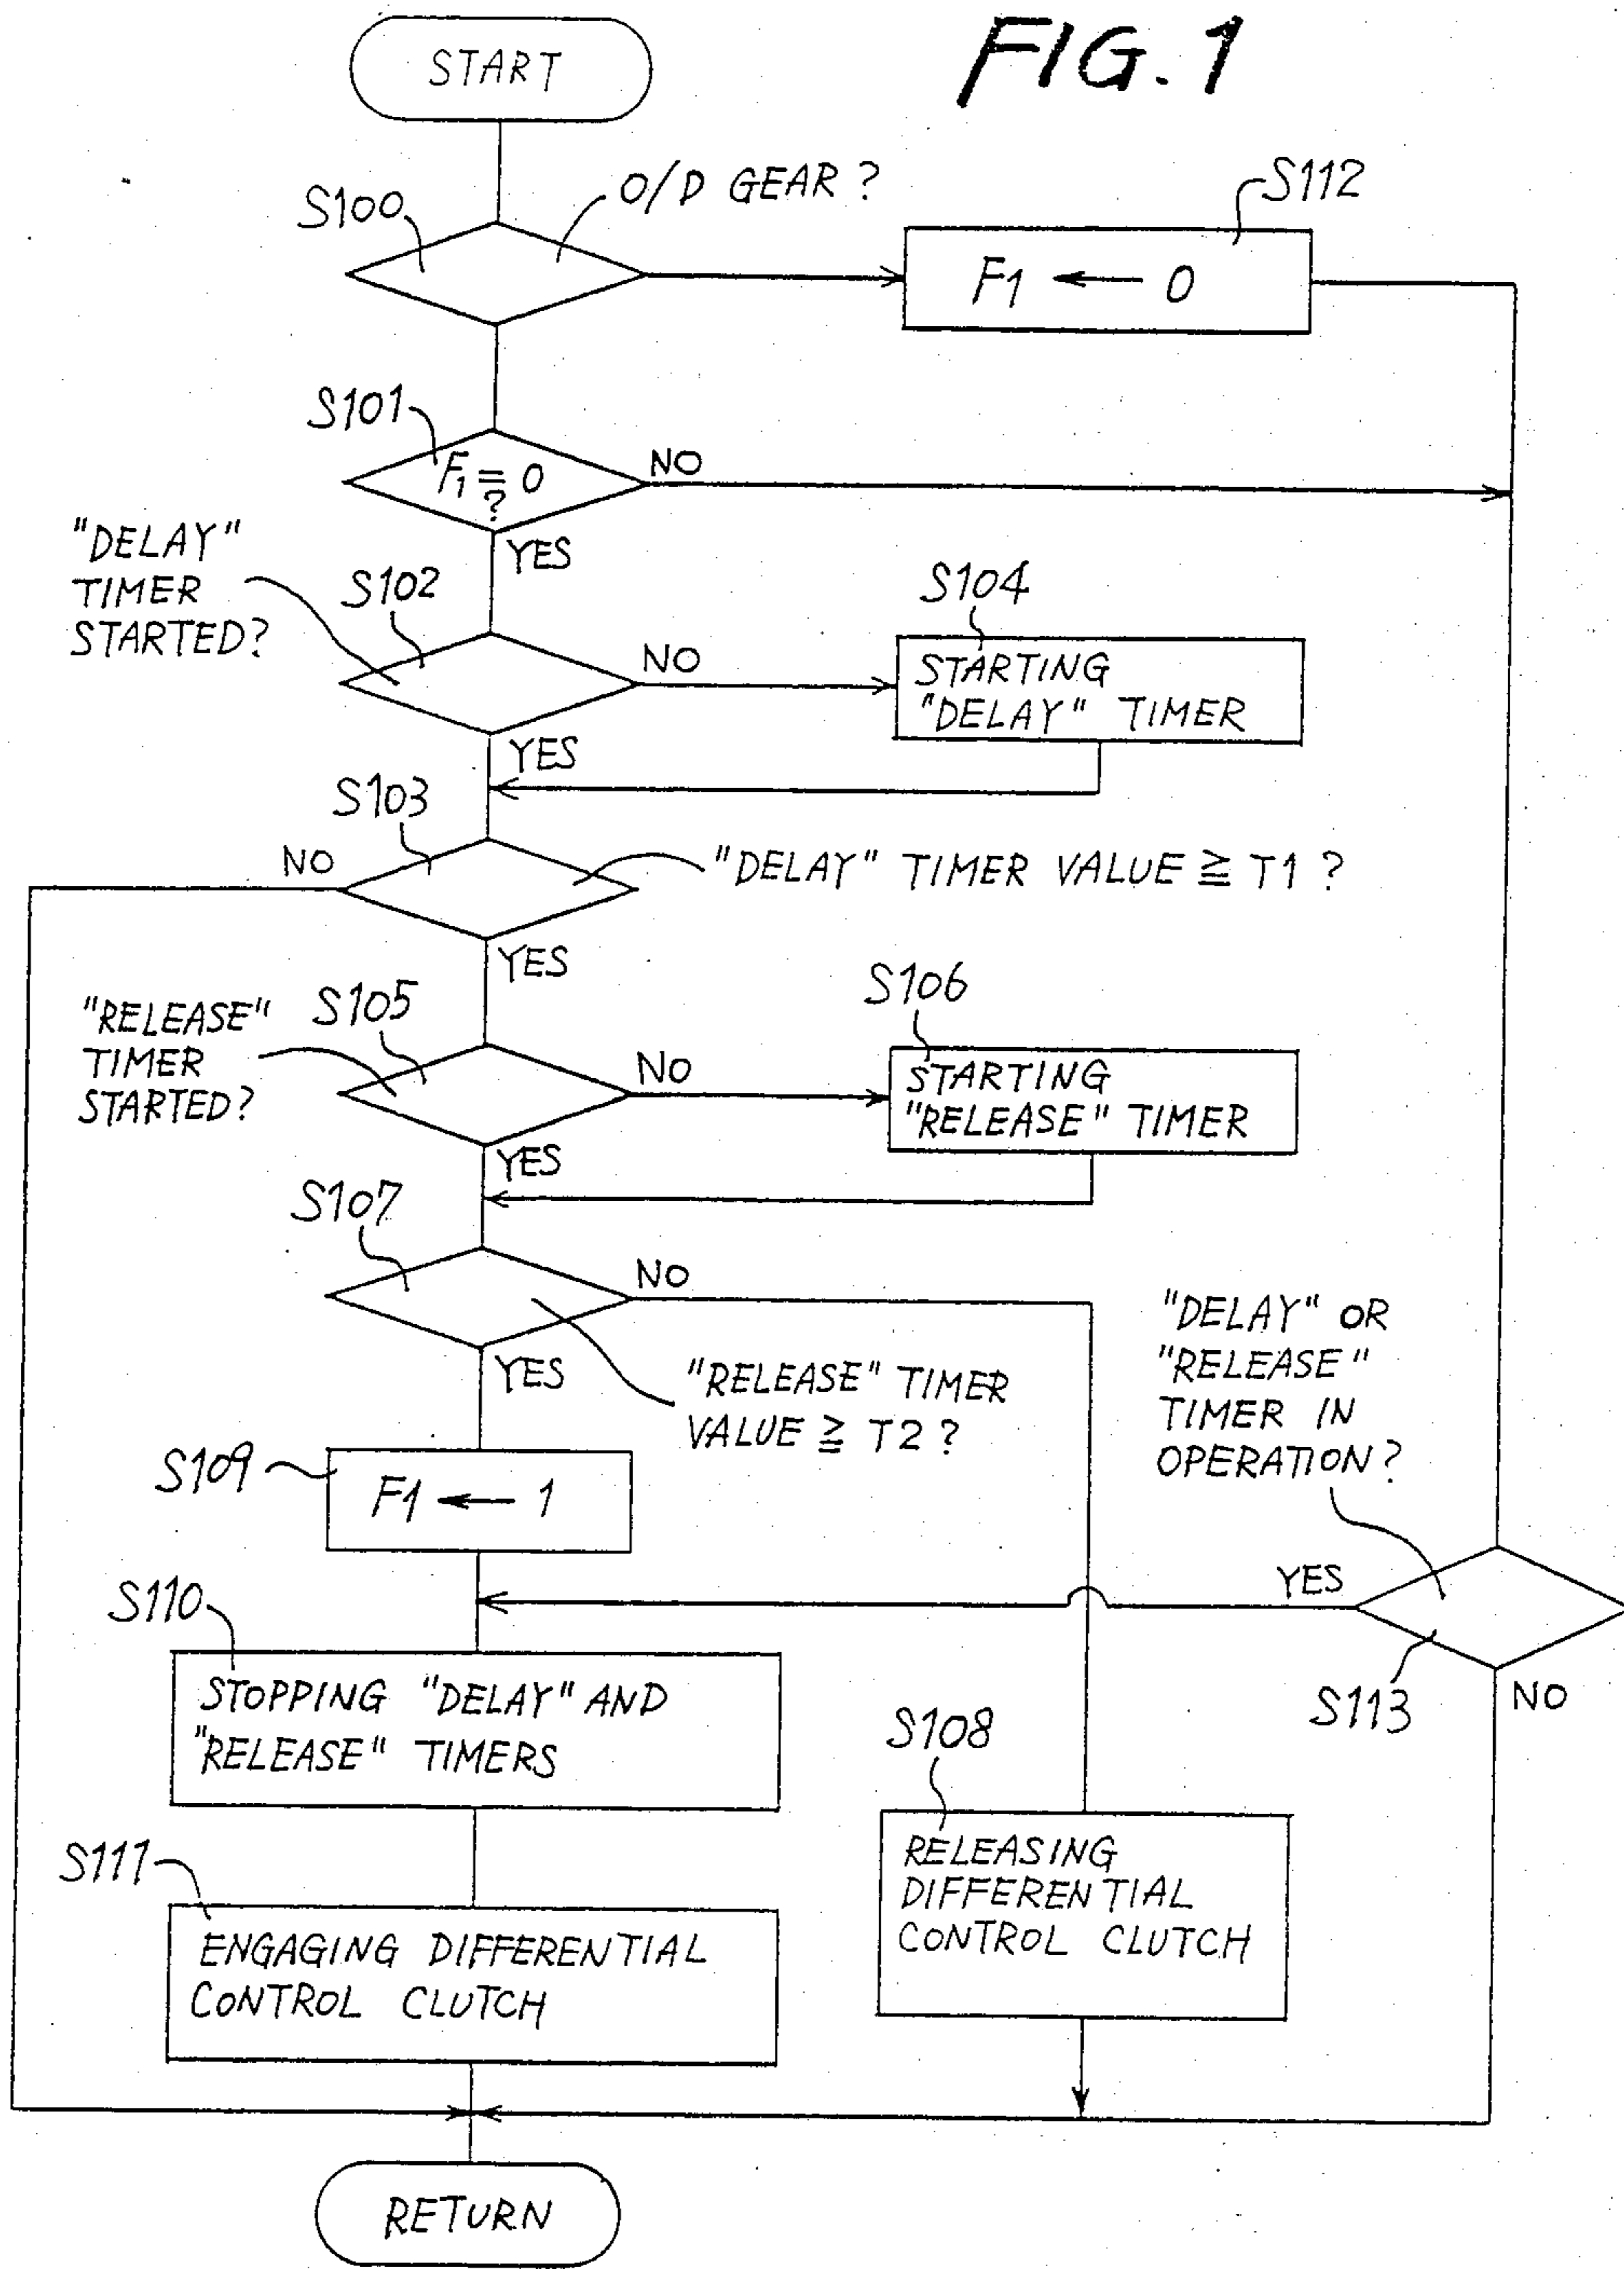 FIG. 1
START
S100
O/D GEAR ?
S112
F1 ← 0
S101
F1 = 0
?
NO
YES
"DELAY"
TIMER
STARTED?
S102
NO
S104
STARTING
"DELAY" TIMER
YES
S103
NO
"DELAY" TIMER VALUE ≧ T1 ?
YES
"RELEASE"
TIMER
STARTED?
S105
NO
S106
STARTING
"RELEASE" TIMER
YES
S107
NO
YES
"RELEASE" TIMER
VALUE ≧ T2 ?
"DELAY" OR
"RELEASE"
TIMER IN
OPERATION?
S109
F1 ← 1
YES
S113
NO
S110
STOPPING "DELAY" AND
"RELEASE" TIMERS
S108
RELEASING
DIFFERENTIAL
CONTROL CLUTCH
S111
ENGAGING DIFFERENTIAL
CONTROL CLUTCH
RETURN